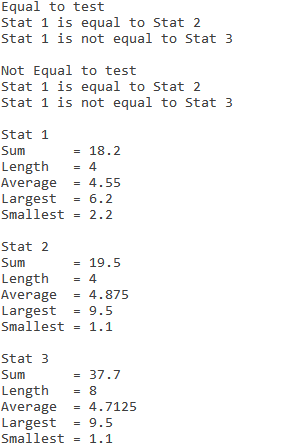 Equal to test
Stat 1 is equal to Stat 2
Stat 1 is not equal to Stat 3

Not Equal to test
Stat 1 is equal to Stat 2
Stat 1 is not equal to Stat 3

Stat 1
Sum      = 18.2
Length   = 4
Average  = 4.55
Largest  = 6.2
Smallest = 2.2

Stat 2
Sum      = 19.5
Length   = 4
Average  = 4.875
Largest  = 9.5
Smallest = 1.1

Stat 3
Sum      = 37.7
Length   = 8
Average  = 4.7125
Largest  = 9.5
Smallest = 1.1